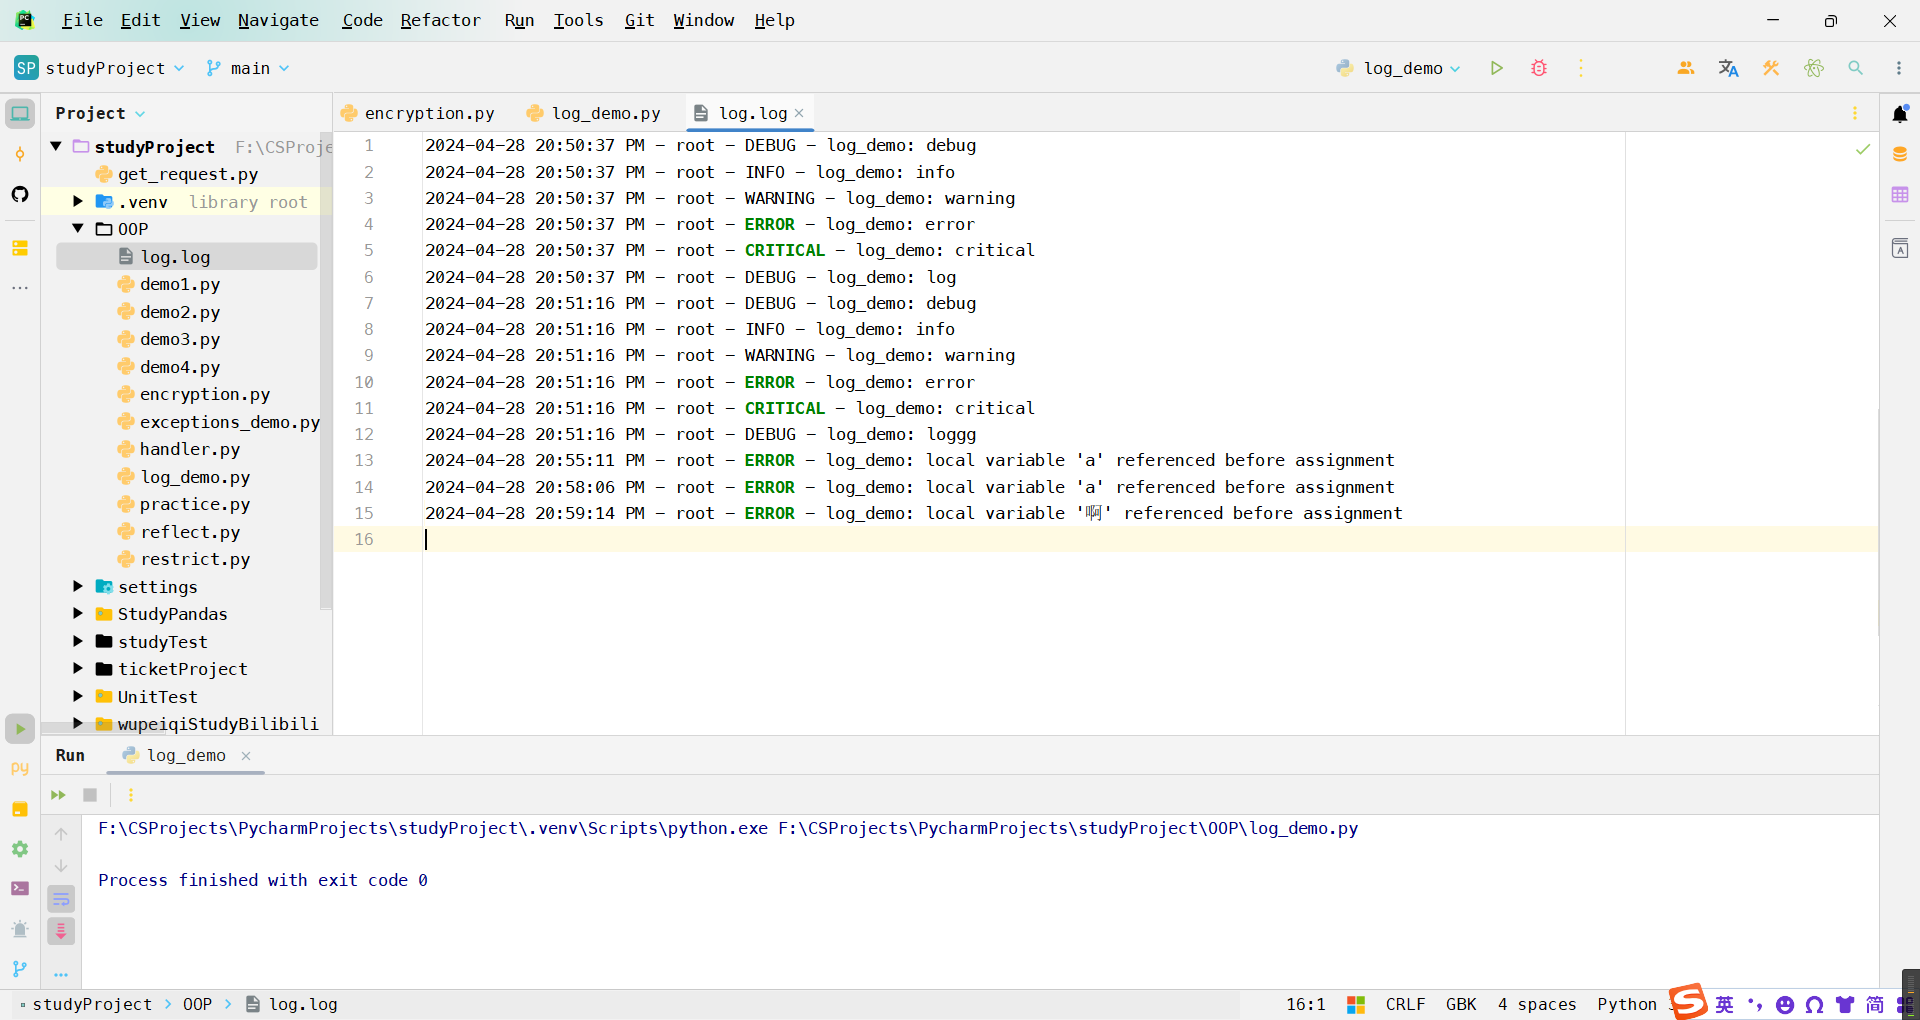 File Edit View Navigate Code Refactor Run Tools Git Window Help
SP studyProject main log_demo
Project
encryption.py log_demo.py log.log
studyProject F:\CSProje
get_request.py
.venv library root
OOP
log.log
demo1.py
demo2.py
demo3.py
demo4.py
encryption.py
exceptions_demo.py
handler.py
log_demo.py
practice.py
reflect.py
restrict.py
settings
StudyPandas
studyTest
ticketProject
UnitTest
wupeiqiStudyBilibili
1 2024-04-28 20:50:37 PM - root - DEBUG - log_demo: debug
2 2024-04-28 20:50:37 PM - root - INFO - log_demo: info
3 2024-04-28 20:50:37 PM - root - WARNING - log_demo: warning
4 2024-04-28 20:50:37 PM - root - ERROR - log_demo: error
5 2024-04-28 20:50:37 PM - root - CRITICAL - log_demo: critical
6 2024-04-28 20:50:37 PM - root - DEBUG - log_demo: log
7 2024-04-28 20:51:16 PM - root - DEBUG - log_demo: debug
8 2024-04-28 20:51:16 PM - root - INFO - log_demo: info
9 2024-04-28 20:51:16 PM - root - WARNING - log_demo: warning
10 2024-04-28 20:51:16 PM - root - ERROR - log_demo: error
11 2024-04-28 20:51:16 PM - root - CRITICAL - log_demo: critical
12 2024-04-28 20:51:16 PM - root - DEBUG - log_demo: loggg
13 2024-04-28 20:55:11 PM - root - ERROR - log_demo: local variable 'a' referenced before assignment
14 2024-04-28 20:58:06 PM - root - ERROR - log_demo: local variable 'a' referenced before assignment
15 2024-04-28 20:59:14 PM - root - ERROR - log_demo: local variable '啊' referenced before assignment
16
Run log_demo
F:\CSProjects\PycharmProjects\studyProject\.venv\Scripts\python.exe F:\CSProjects\PycharmProjects\studyProject\OOP\log_demo.py
Process finished with exit code 0
py
studyProject OOP log.log
16:1 CRLF GBK 4 spaces Python
英 简